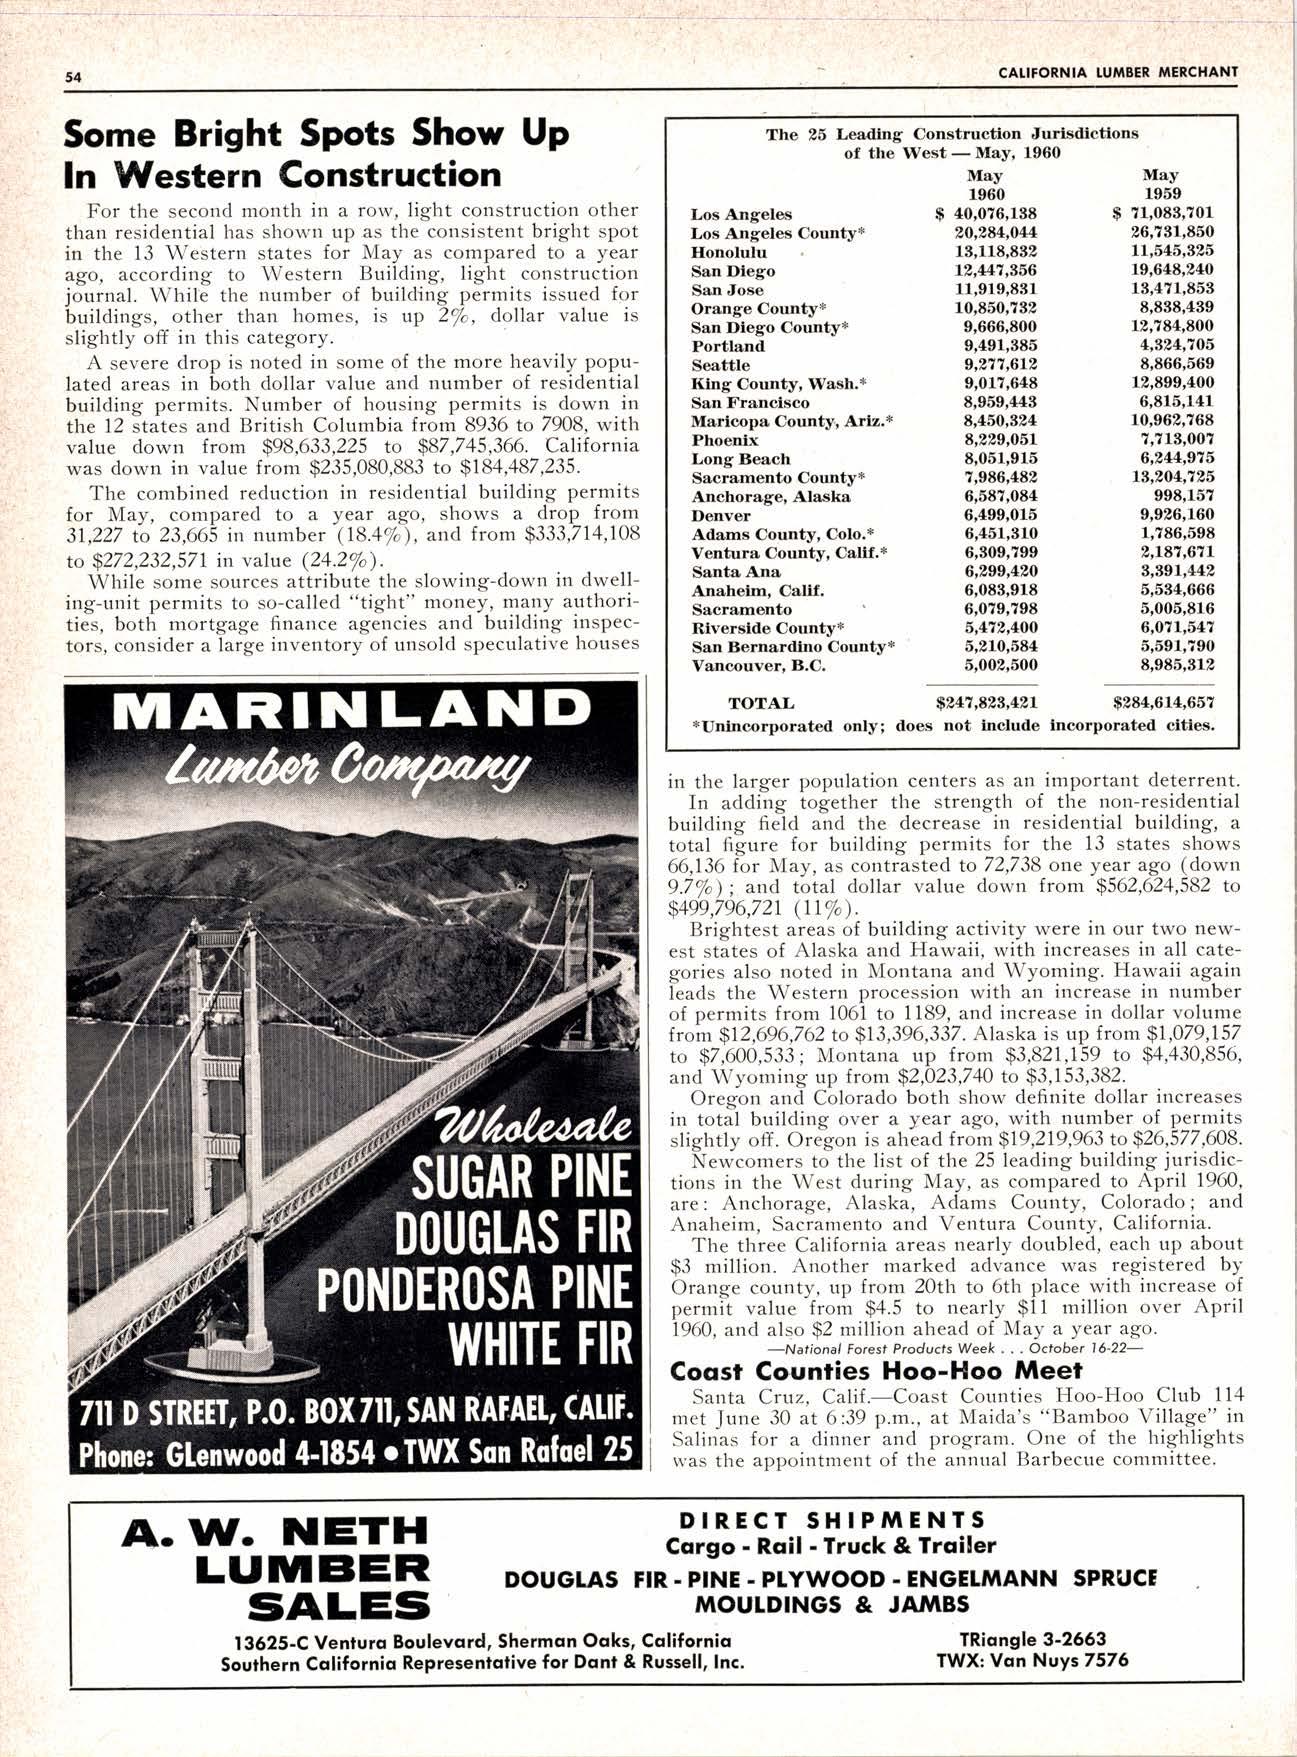 54
CALIFORNIA LUMBER MERCHANT
Some Bright Spots Show Up
In Western Construction
For the second month in a row, light construction other
than residential has shown up as the consistent bright spot
in the 13 Western states for May as compared to a year
ago, according to Western Building, light construction
journal. While the number of building permits issued for
buildings, other than homes, is up 2%, dollar value is
slightly off in this category.
A severe drop is noted in some of the more heavily popu-
lated areas in both dollar value and number of residential
building permits. Number of housing permits is down in
the 12 states and British Columbia from 8936 to 7908, with
value down from $98,633,225 to $87,745,366. California
was down in value from $235,080,883 to $184,487,235.
The combined reduction in residential building permits
for May, compared to a year ago, shows a drop from
31,227 to 23,665 in number (18.4%), and from $333,714,108
to $272,232,571 in value (24.2%).
While some sources attribute the slowing-down in dwell-
ing-unit permits to so-called "tight" money, many authori-
ties, both mortgage finance agencies and building inspec-
tors, consider a large inventory of unsold speculative houses
MARINLAND
Lumber Company
Wholesale
SUGAR PINE
DOUGLAS FIR
PONDEROSA PINE
WHITE FIR
711 D STREET, P.O. BOX 711, SAN RAFAEL, CALIF.
Phone: GLenwood 4-1854 • TWX San Rafael 25
The 25 Leading Construction Jurisdictions
of the West — May, 1960
May May
1960 1959
Los Angeles $ 40,076,138 $ 71,083,701
Los Angeles County* 20,284,044 26,731,850
Honolulu 13,118,832 11,545,325
San Diego 12,447,356 19,648,240
San Jose 11,919,831 13,471,853
Orange County* 10,850,732 8,838,439
San Diego County* 9,666,800 12,784,800
Portland 9,491,385 4,324,705
Seattle 9,277,612 8,866,569
King County, Wash.* 9,017,648 12,899,400
San Francisco 8,959,443 6,815,141
Maricopa County, Ariz.* 8,450,324 10,962,768
Phoenix 8,229,051 7,713,007
Long Beach 8,051,915 6,244,975
Sacramento County* 7,986,482 13,204,725
Anchorage, Alaska 6,587,084 998,157
Denver 6,499,015 9,926,160
Adams County, Colo.* 6,451,310 1,786,598
Ventura County, Calif.* 6,309,799 2,187,671
Santa Ana 6,299,420 3,391,442
Anaheim, Calif. 6,083,918 5,534,666
Sacramento 6,079,798 5,005,816
Riverside County* 5,472,400 6,071,547
San Bernardino County* 5,210,584 5,591,790
Vancouver, B.C. 5,002,500 8,985,312
TOTAL $247,823,421 $284,614,657
*Unincorporated only; does not include incorporated cities.
in the larger population centers as an important deterrent.
In adding together the strength of the non-residential
building field and the decrease in residential building, a
total figure for building permits for the 13 states shows
66,136 for May, as contrasted to 72,738 one year ago (down
9.7%); and total dollar value down from $562,624,582 to
$499,796,721 (11%).
Brightest areas of building activity were in our two new-
est states of Alaska and Hawaii, with increases in all cate-
gories also noted in Montana and Wyoming. Hawaii again
leads the Western procession with an increase in number
of permits from 1061 to 1189, and increase in dollar volume
from $12,696,762 to $13,396,337. Alaska is up from $1,079,157
to $7,600,533; Montana up from $3,821,159 to $4,430,856,
and Wyoming up from $2,023,740 to $3,153,382.
Oregon and Colorado both show definite dollar increases
in total building over a year ago, with number of permits
slightly off. Oregon is ahead from $19,219,963 to $26,577,608.
Newcomers to the list of the 25 leading building jurisdic-
tions in the West during May, as compared to April 1960,
are: Anchorage, Alaska, Adams County, Colorado; and
Anaheim, Sacramento and Ventura County, California.
The three California areas nearly doubled, each up about
$3 million. Another marked advance was registered by
Orange county, up from 20th to 6th place with increase of
permit value from $4.5 to nearly $11 million over April
1960, and also $2 million ahead of May a year ago.
—National Forest Products Week . . . October 16-22—
Coast Counties Hoo-Hoo Meet
Santa Cruz, Calif.—Coast Counties Hoo-Hoo Club 114
met June 30 at 6:39 p.m., at Maida's "Bamboo Village" in
Salinas for a dinner and program. One of the highlights
was the appointment of the annual Barbecue committee.
A. W. NETH
LUMBER
SALES
DIRECT SHIPMENTS
Cargo - Rail - Truck & Trailer
DOUGLAS FIR - PINE - PLYWOOD - ENGELMANN SPRUCE
MOULDINGS & JAMBS
13625-C Ventura Boulevard, Sherman Oaks, California
Southern California Representative for Dant & Russell, Inc.
TRiangle 3-2663
TWX: Van Nuys 7576